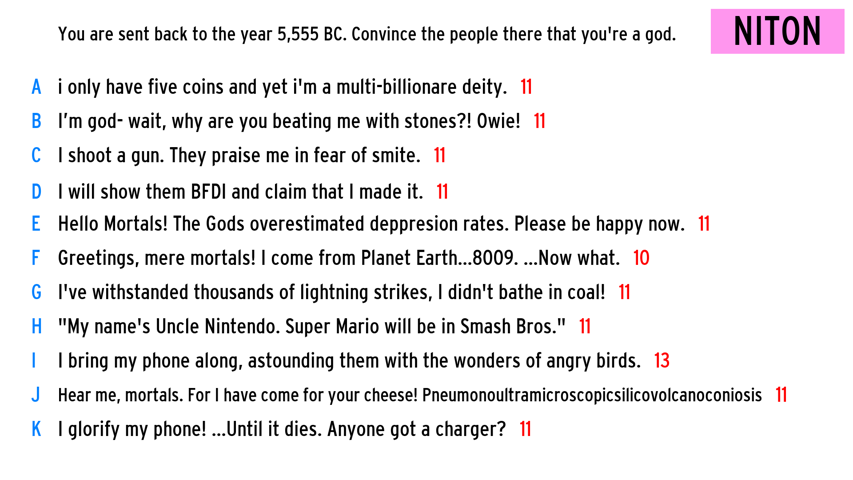 You are sent back to the year 5,555 BC. Convince the people there that you're a god.
NITON
A i only have five coins and yet i'm a multi-billionare deity. 11
B I'm god- wait, why are you beating me with stones?! Owie! 11
C I shoot a gun. They praise me in fear of smite. 11
D I will show them BFDI and claim that I made it. 11
E Hello Mortals! The Gods overestimated deppresion rates. Please be happy now. 11
F Greetings, mere mortals! I come from Planet Earth...8009. ...Now what. 10
G I've withstanded thousands of lightning strikes, I didn't bathe in coal! 11
H "My name's Uncle Nintendo. Super Mario will be in Smash Bros." 11
I I bring my phone along, astounding them with the wonders of angry birds. 13
J Hear me, mortals. For I have come for your cheese! Pneumonoultramicroscopicsilicovolcanoconiosis 11
K I glorify my phone! ...Until it dies. Anyone got a charger? 11